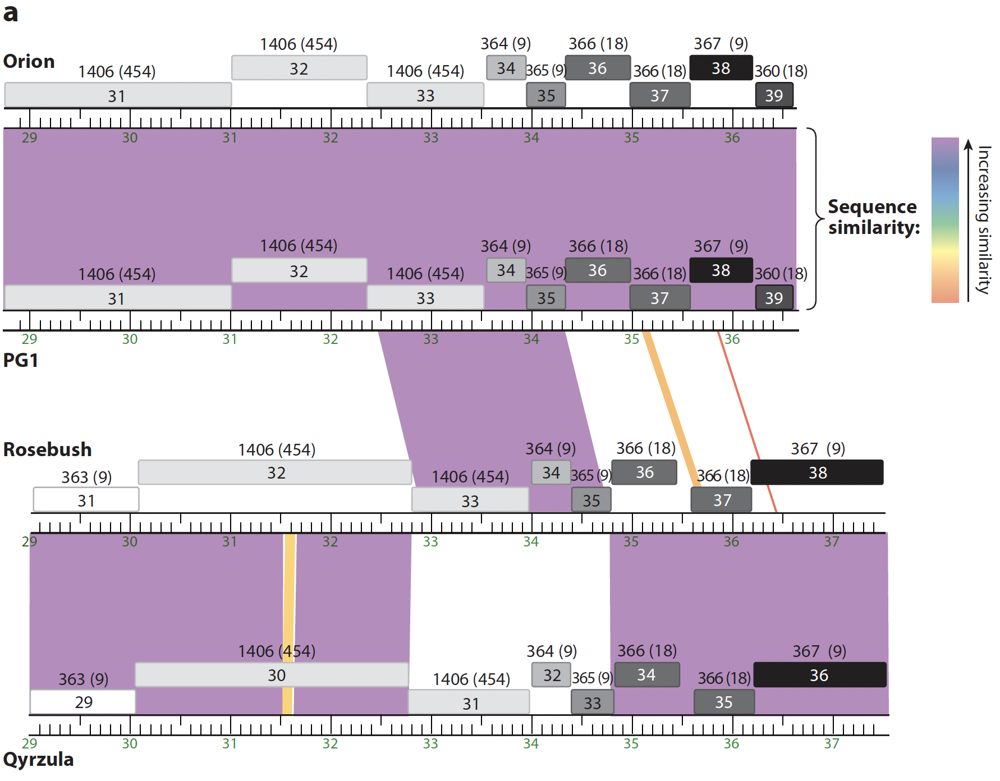 a
1406 (454) 364 (9) 366 (18) 367 (9)
Orion 32 34 36 38
1406 (454) 1406 (454) 365 (9) 366 (18) 360 (18)
31 33 35 37 39
29 30 31 32 33 34 35 36
Increasing similarity
Sequence
similarity:
1406 (454) 364 (9) 366 (18) 367 (9)
32 34 36 38
1406 (454) 1406 (454) 365 (9) 366 (18) 360 (18)
31 33 35 37 39
29 30 31 32 33 34 35 36
PG1
Rosebush 1406 (454) 364 (9) 366 (18) 367 (9)
32 34 36 38
363 (9) 1406 (454) 365 (9) 366 (18)
31 33 35 37
29 30 31 32 33 34 35 36 37
1406 (454) 364 (9) 366 (18) 367 (9)
30 32 34 36
363 (9) 1406 (454) 365 (9) 366 (18)
29 31 33 35
29 30 31 32 33 34 35 36 37
Qyrzula